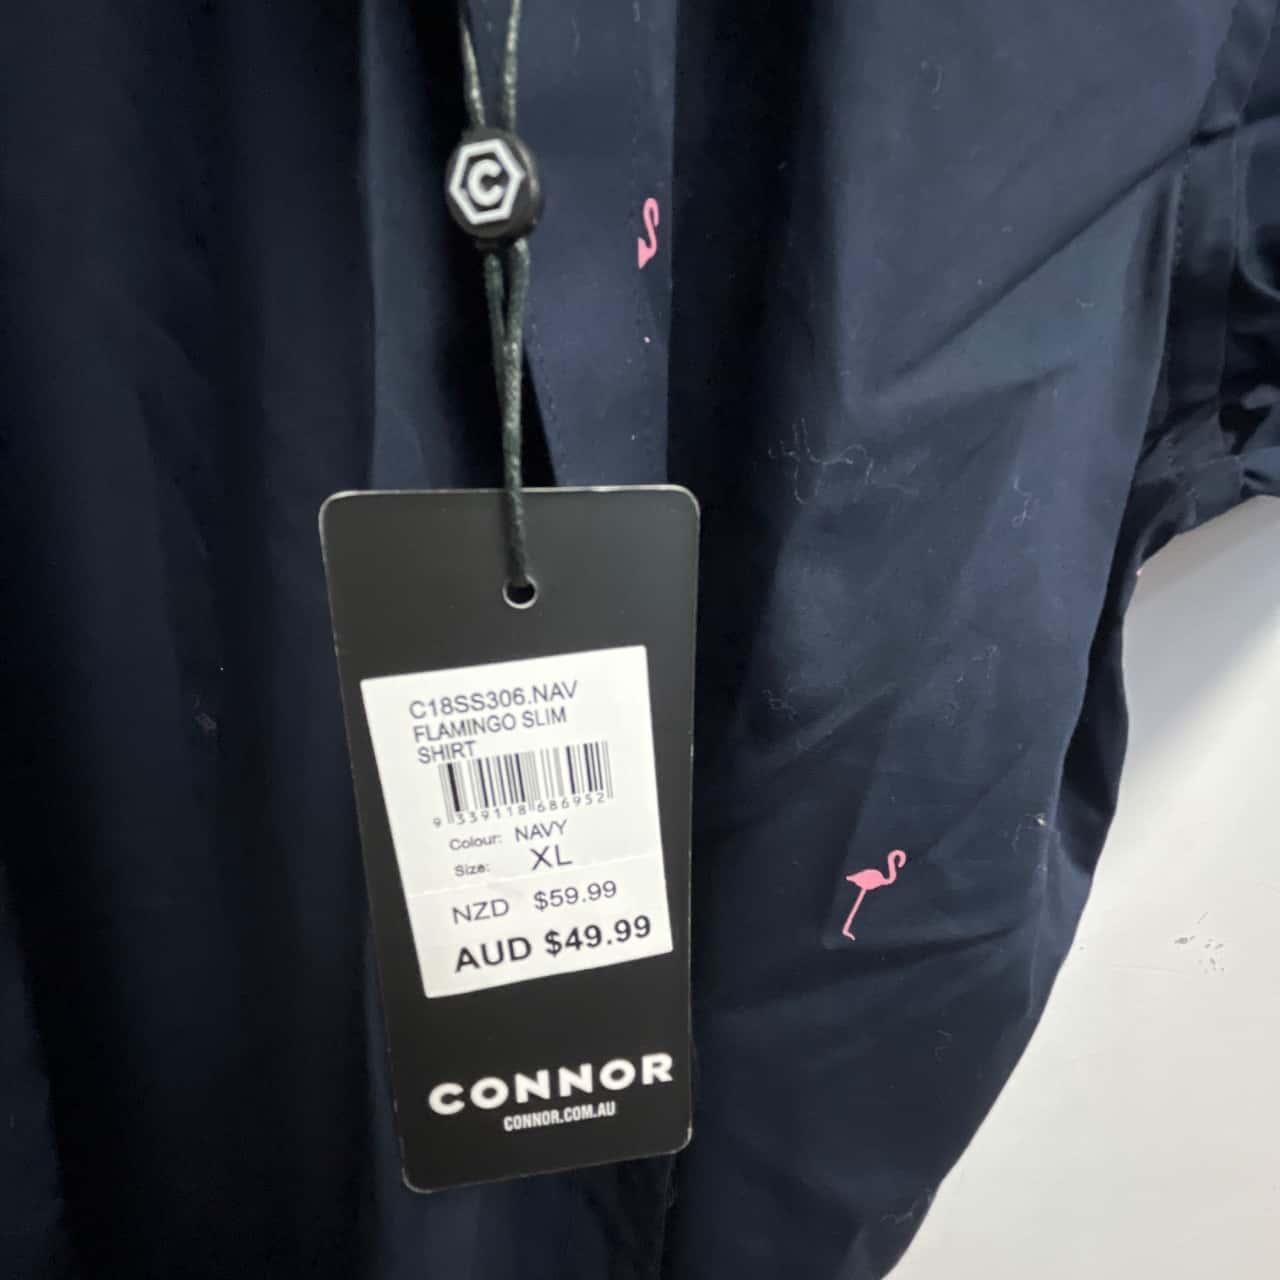 C
C18SS306.NAV
FLAMINGO SLIM
SHIRT
9 339118 686952
Colour: NAVY
Size: XL
NZD $59.99
AUD $49.99
CONNOR
CONNOR.COM.AU